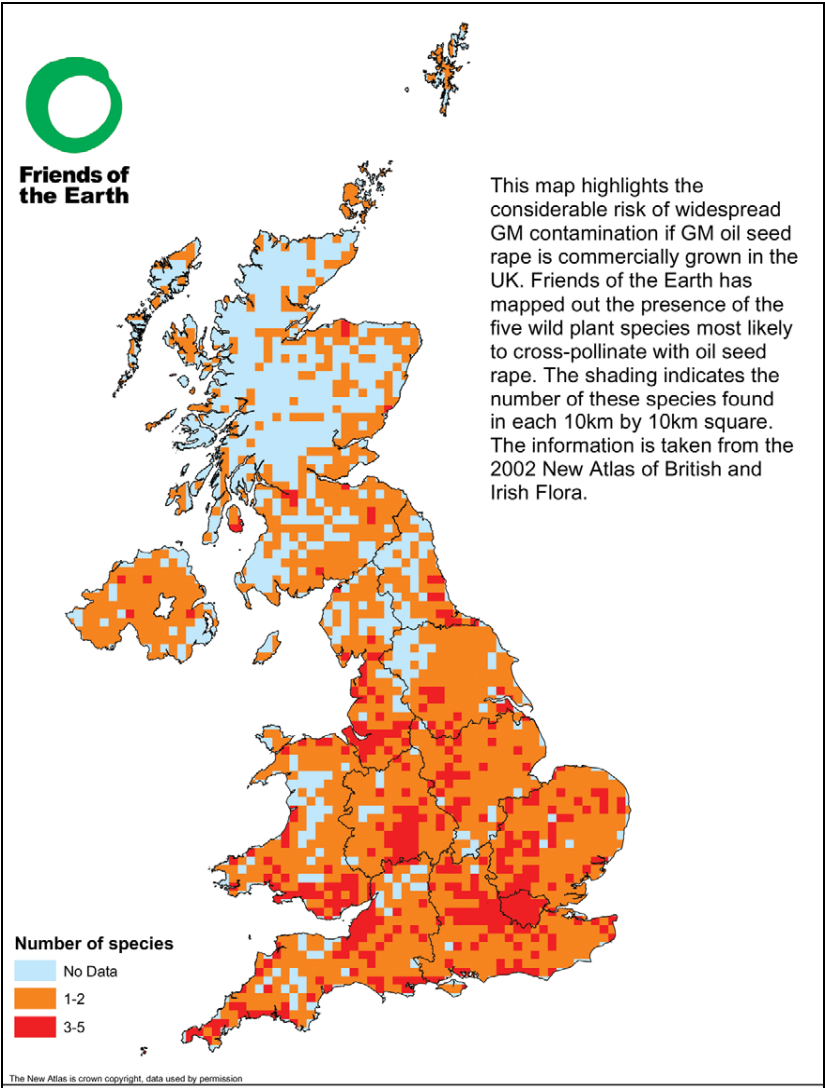 Friends of
the Earth
This map highlights the
considerable risk of widespread
GM contamination if GM oil seed
rape is commercially grown in the
UK. Friends of the Earth has
mapped out the presence of the
five wild plant species most likely
to cross-pollinate with oil seed
rape. The shading indicates the
number of these species found
in each 10km by 10km square.
The information is taken from the
2002 New Atlas of British and
Irish Flora.
Number of species
No Data
1-2
3-5
The New Atlas is crown copyright, data used by permission